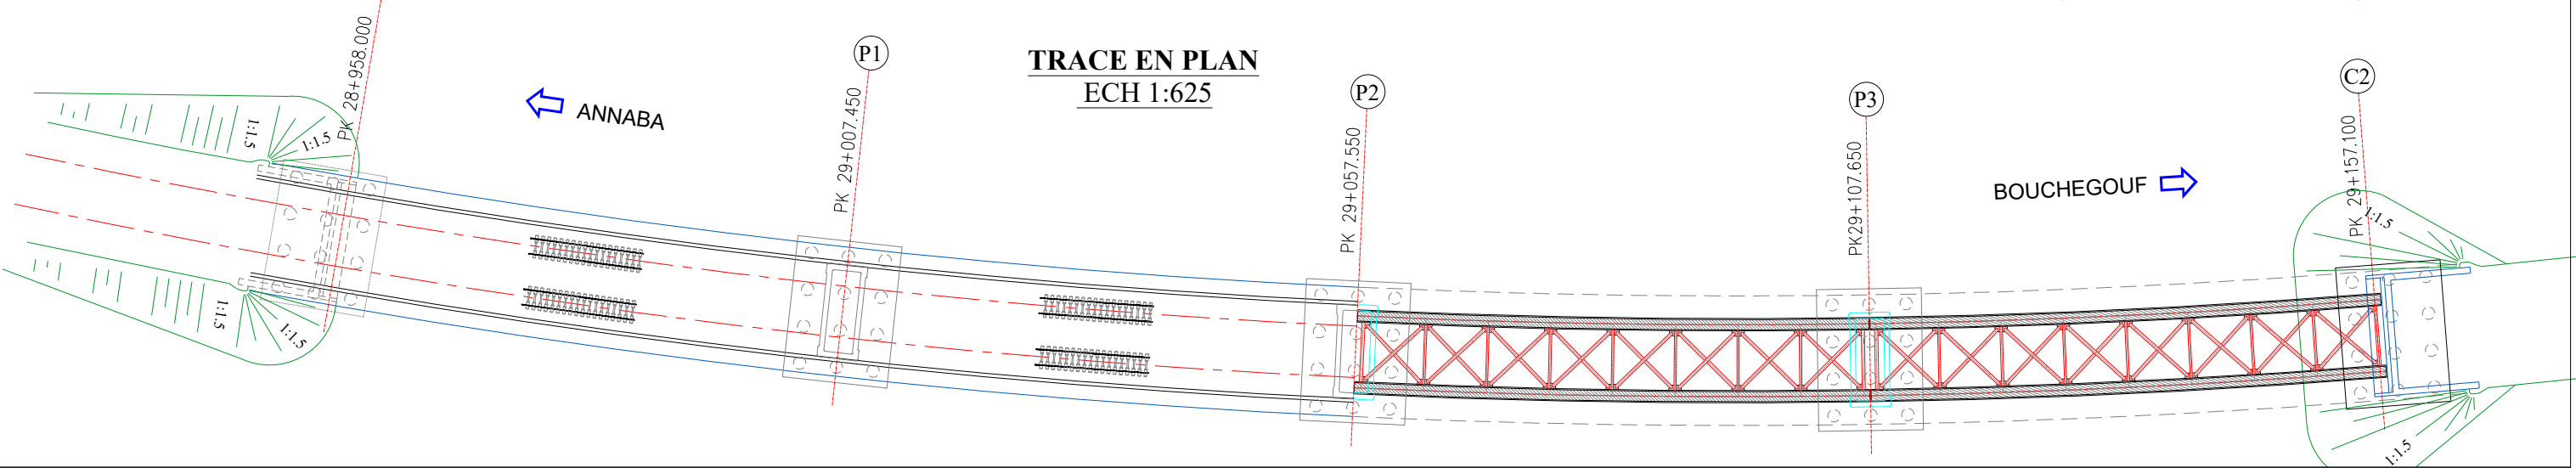 PK 28+958.000
P1
PK 29+007.450
TRACE EN PLAN
ECH 1:625
ANNABA
P2
PK 29+057.550
P3
PK29+107.650
BOUCHEGOUF
C2
PK 29+157.100
1:1.5
1:1.5
1:1.5
1:1.5
1:1.5
1:1.5